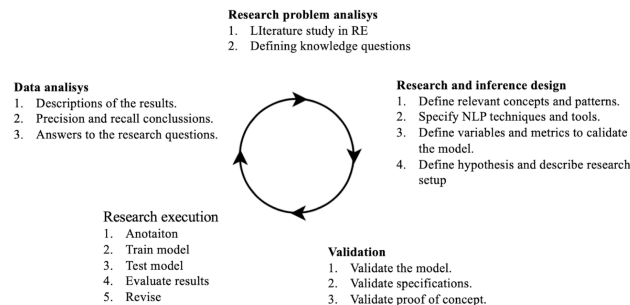 Research problem analisys
1. LIterature study in RE
2. Defining knowledge questions
Research and inference design
1. Define relevant concepts and patterns.
2. Specify NLP techniques and tools.
3. Define variables and metrics to calidate
the model.
4. Define hypothesis and describe research
setup
Validation
1. Validate the model.
2. Validate specifications.
3. Validate proof of concept.
Research execution
1. Anotaiton
2. Train model
3. Test model
4. Evaluate results
5. Revise
Data analisys
1. Descriptions of the results.
2. Precision and recall conclussions.
3. Answers to the research questions.